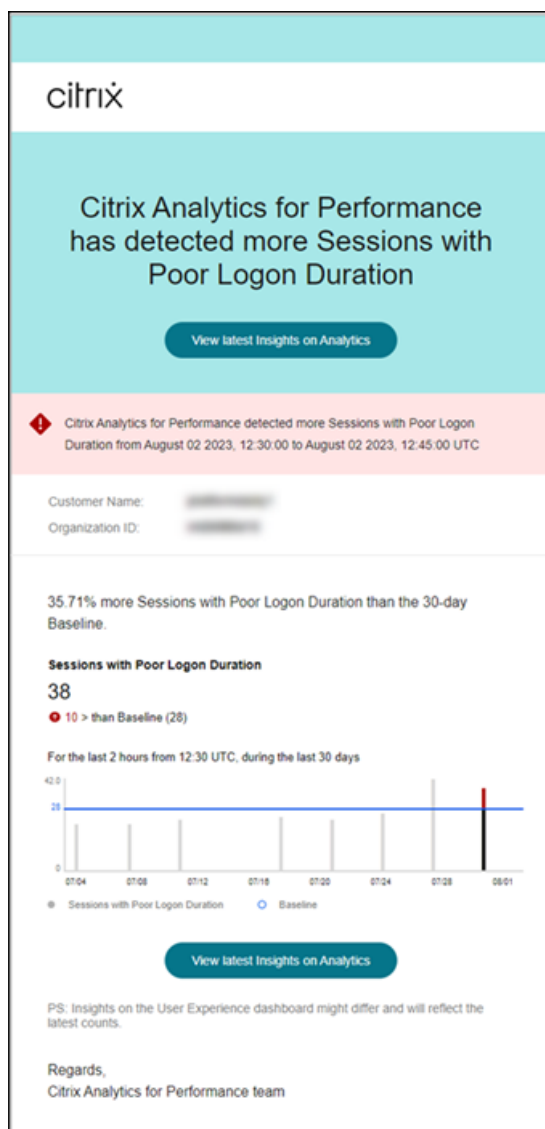 citrix
Citrix Analytics for Performance
has detected more Sessions with
Poor Logon Duration
View latest Insights on Analytics
Citrix Analytics for Performance detected more Sessions with Poor Logon
Duration from August 02 2023, 12:30:00 to August 02 2023, 12:45:00 UTC
Customer Name:
Organization ID:
35.71% more Sessions with Poor Logon Duration than the 30-day
Baseline.
Sessions with Poor Logon Duration
38
10 > than Baseline (28)
For the last 2 hours from 12:30 UTC, during the last 30 days
42.0
28
0
07/04 07/08 07/12 07/16 07/20 07/24 07/28 08/01
Sessions with Poor Logon Duration Baseline
View latest Insights on Analytics
PS: Insights on the User Experience dashboard might differ and will reflect the
latest counts.
Regards,
Citrix Analytics for Performance team